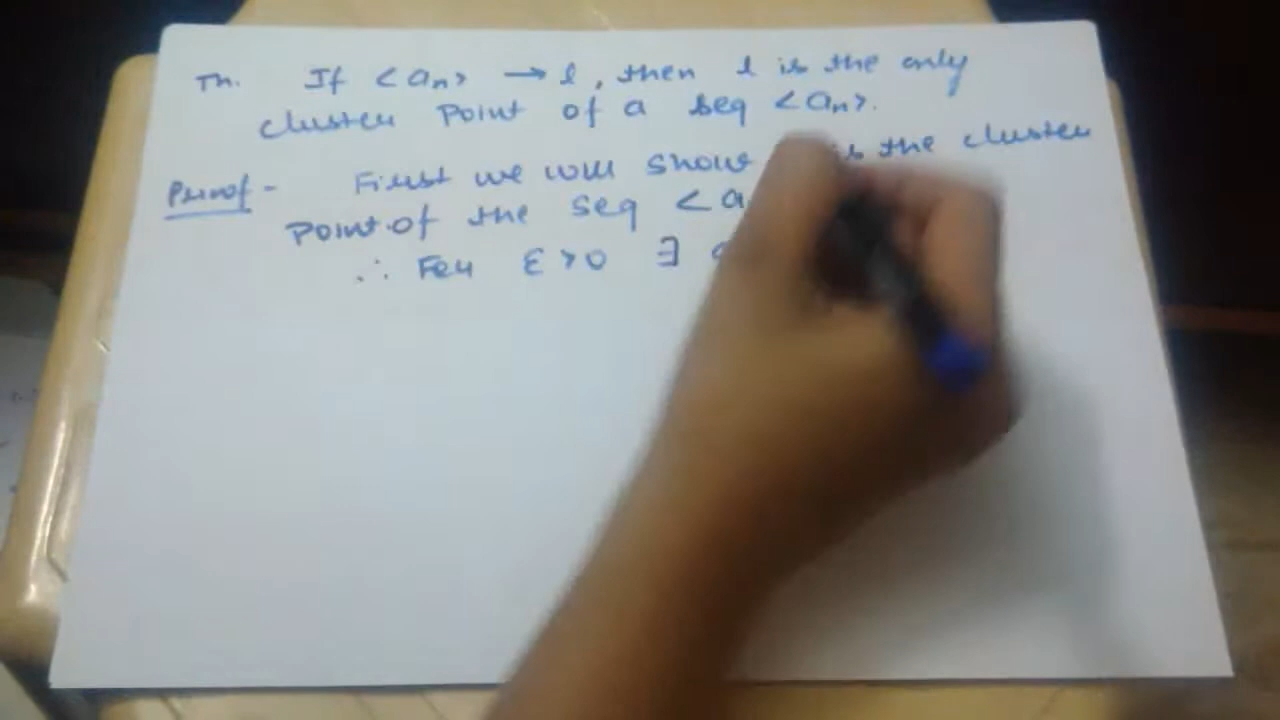 Th. If <an> → l, then l is the only
cluster Point of a seq <an>.
Proof - First we will show is the cluster
Point of the seq <a
∴ For ε > 0 ∃